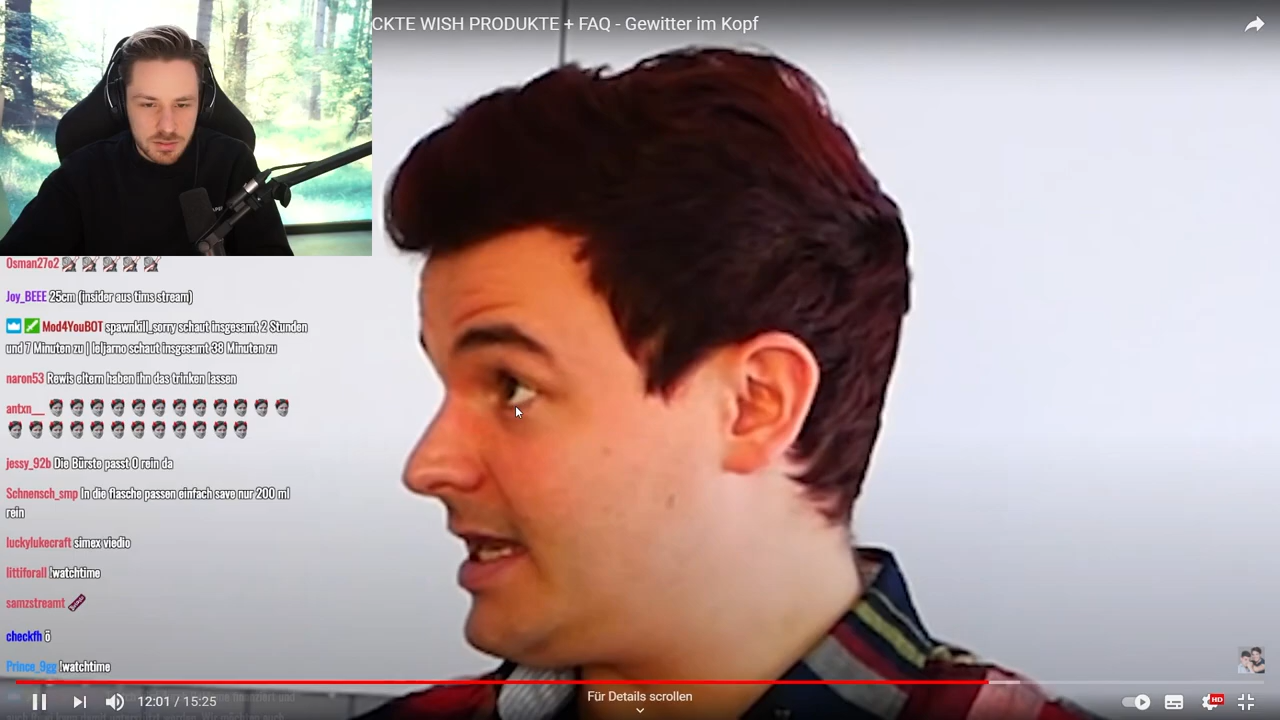 CKTE WISH PRODUKTE + FAQ - Gewitter im Kopf
Osman27o2
Joy_BEEE 25cm (insider aus tims stream)
Mod4YouBOT spawnkill_sorry schaut insgesamt 2 Stunden
und 7 Minuten zu | leljarno schaut insgesamt 38 Minuten zu
naron53 Rewis eltern haben ihn das trinken lassen
antxn__
jessy_92b Die Bürste passt 0 rein da
Schnensch_smp In die flasche passen einfach save nur 200 ml
rein
luckylukecraft simex viedio
littiforall !watchtime
samzstreamt
checkfh ö
Prince_9gg !watchtime
12:01 / 15:25
Für Details scrollen
HD